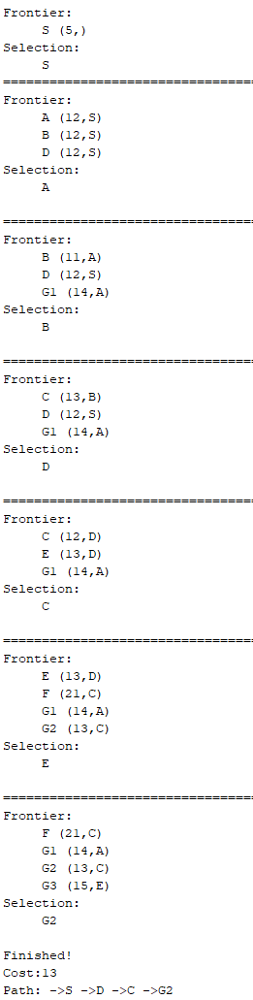 Frontier:
S (5,)
Selection:
S
====================================
Frontier:
A (12,S)
B (12,S)
D (12,S)
Selection:
A
====================================
Frontier:
B (11,A)
D (12,S)
G1 (14,A)
Selection:
B
====================================
Frontier:
C (13,B)
D (12,S)
G1 (14,A)
Selection:
D
====================================
Frontier:
C (12,D)
E (13,D)
G1 (14,A)
Selection:
C
====================================
Frontier:
E (13,D)
F (21,C)
G1 (14,A)
G2 (13,C)
Selection:
E
====================================
Frontier:
F (21,C)
G1 (14,A)
G2 (13,C)
G3 (15,E)
Selection:
G2
Finished!
Cost:13
Path: ->S ->D ->C ->G2